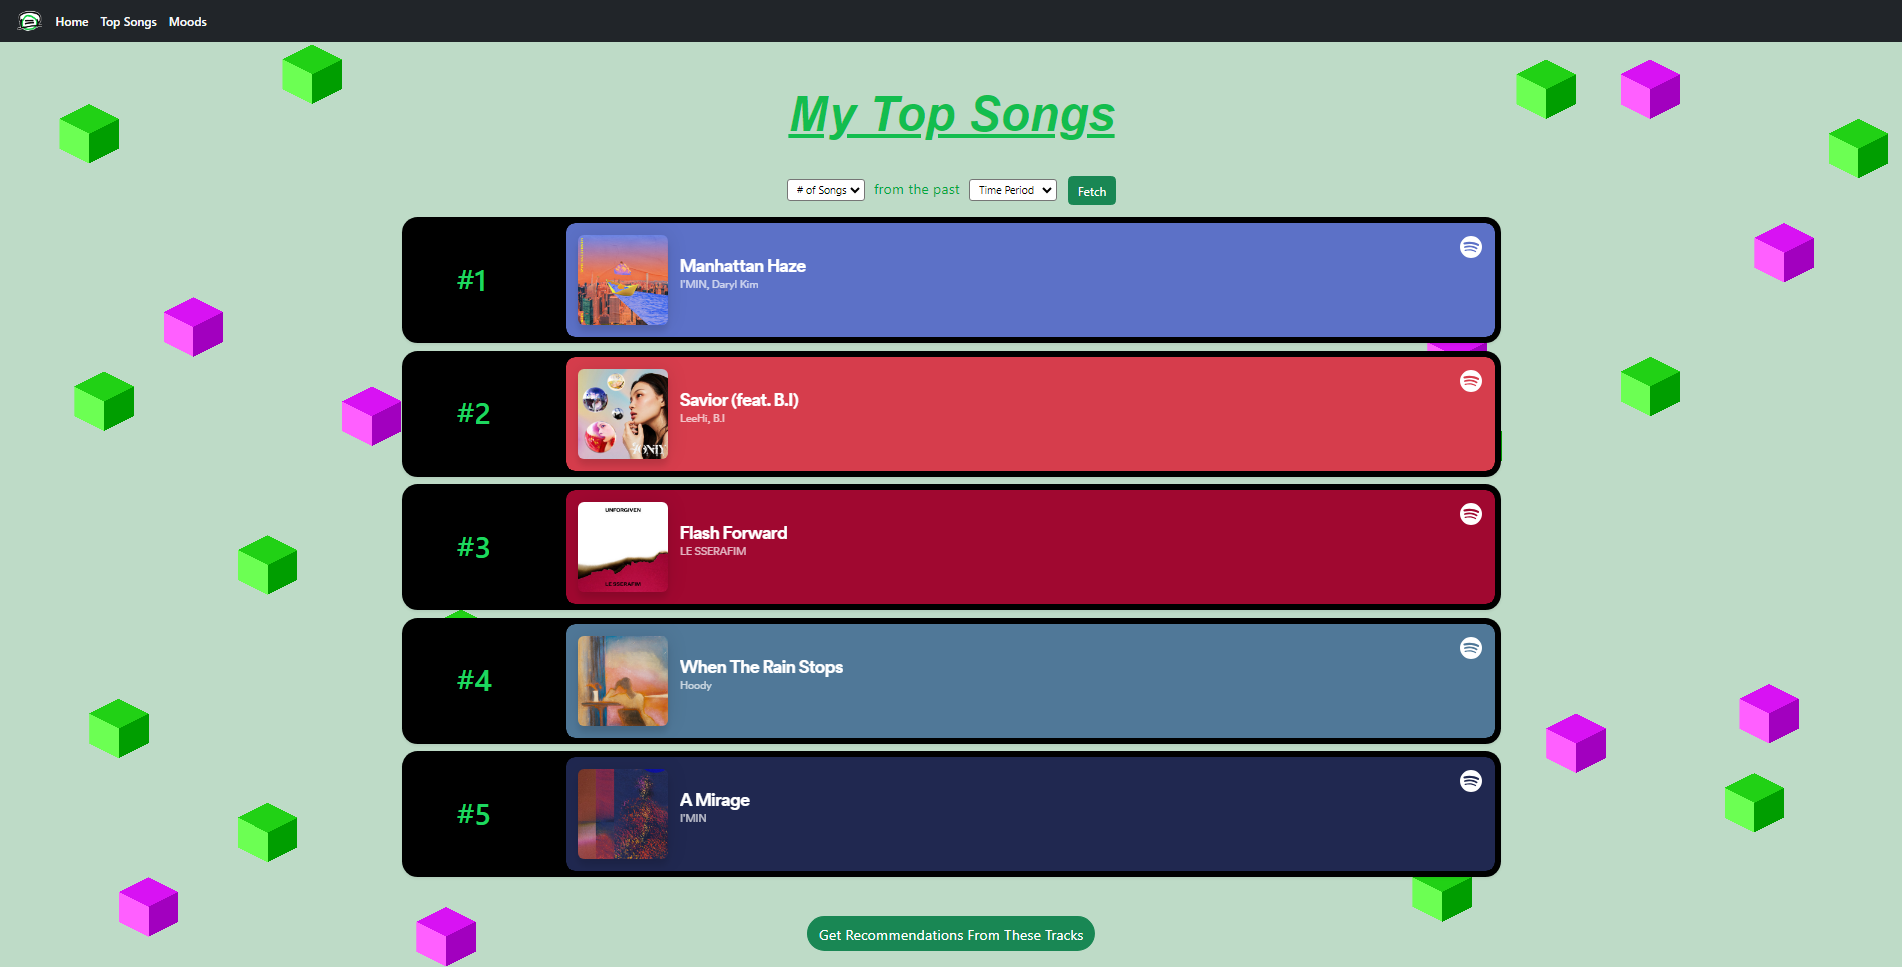 Home Top Songs Moods
My Top Songs
# of Songs from the past Time Period Fetch
#1
Manhattan Haze
I'MIN, Daryl Kim
#2
Savior (feat. B.I)
LeeHi, B.I
#3
UNFORGIVEN
LE SSERAFIM
Flash Forward
LE SSERAFIM
#4
When The Rain Stops
Hoody
#5
A Mirage
I'MIN
Get Recommendations From These Tracks